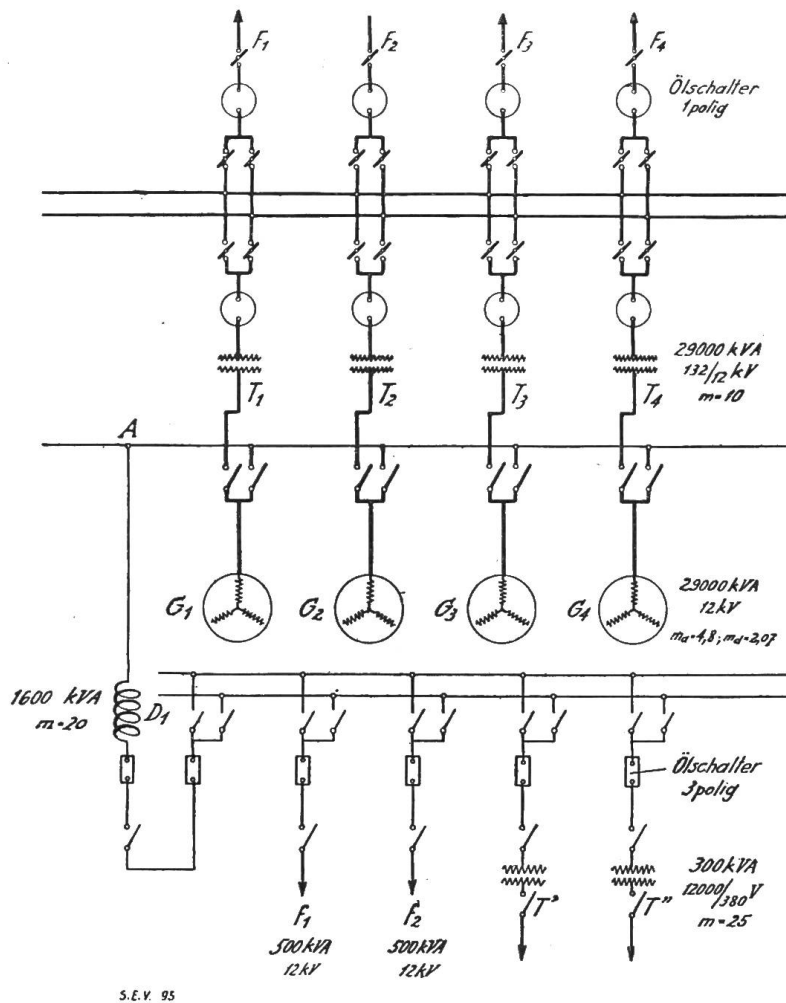 F1
F2
F3
F4
Ölschalter
1polig
T1
T2
T3
T4
29000 kVA
132/12 kV
m=10
A
G1
G2
G3
G4
29000 kVA
12 kV
ma=4,8; md=2,07
1600 kVA
m=20
D1
Ölschalter
3polig
F1
500 kVA
12 kV
F2
500 kVA
12 kV
T'
T"
300 kVA
12000/380 V
m=25
S.E.V. 95